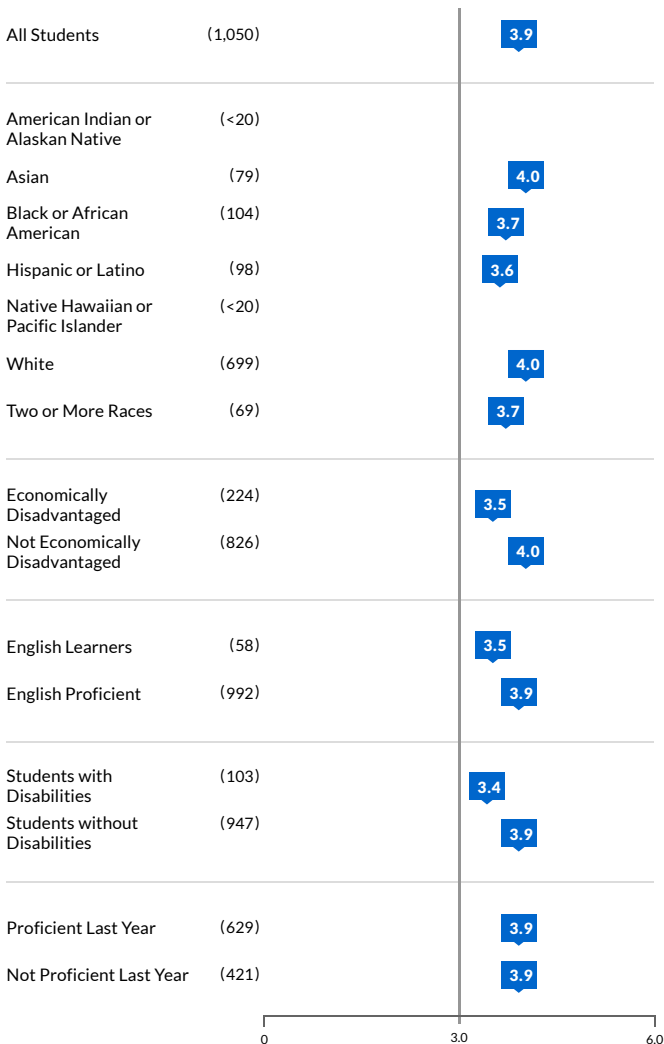 All Students (1,050) 3.9
American Indian or (<20)
Alaskan Native
Asian (79) 4.0
Black or African (104) 3.7
American
Hispanic or Latino (98) 3.6
Native Hawaiian or (<20)
Pacific Islander
White (699) 4.0
Two or More Races (69) 3.7
Economically (224) 3.5
Disadvantaged
Not Economically (826) 4.0
Disadvantaged
English Learners (58) 3.5
English Proficient (992) 3.9
Students with (103) 3.4
Disabilities
Students without (947) 3.9
Disabilities
Proficient Last Year (629) 3.9
Not Proficient Last Year (421) 3.9
0 3.0 6.0